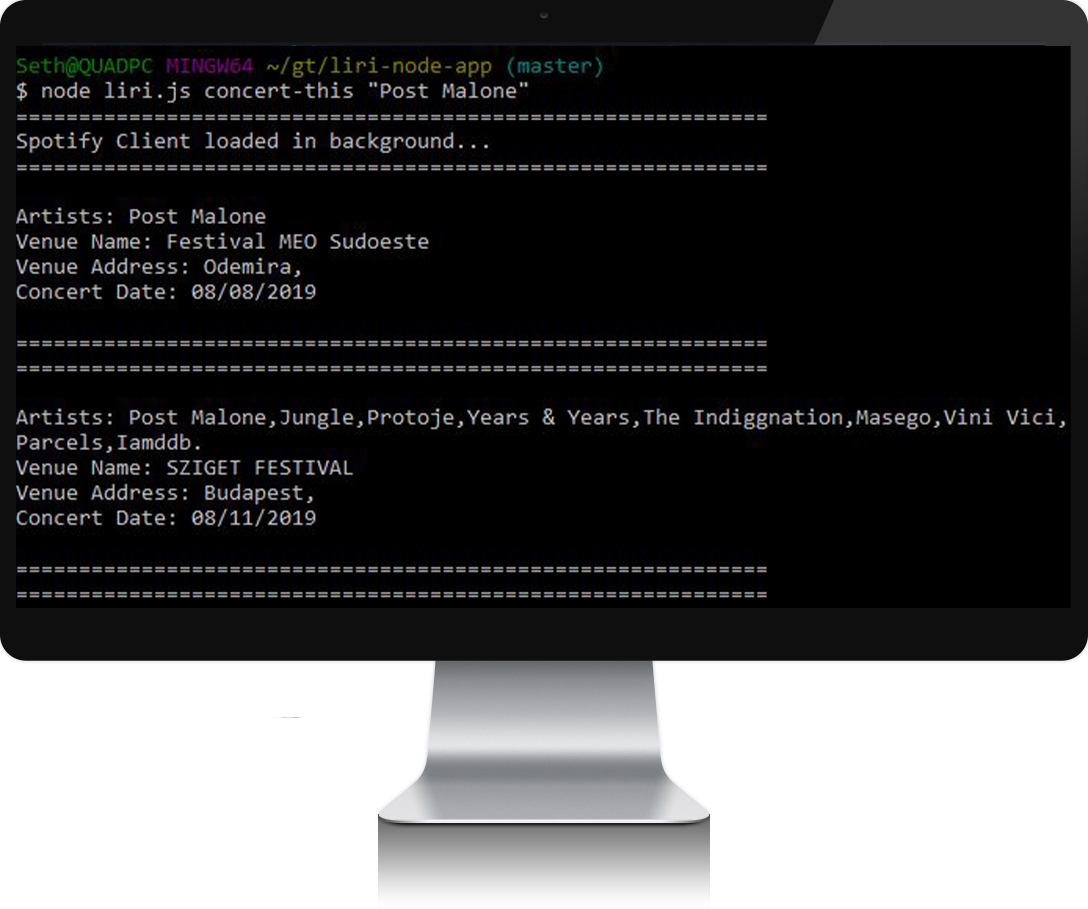 Seth@QUADPC MINGW64 ~/gt/liri-node-app (master)
$ node liri.js concert-this "Post Malone"
============================================================
Spotify Client loaded in background...
============================================================
Artists: Post Malone
Venue Name: Festival MEO Sudoeste
Venue Address: Odemira,
Concert Date: 08/08/2019
============================================================
============================================================
Artists: Post Malone,Jungle,Protoje,Years & Years,The Indiggnation,Masego,Vini Vici,
Parcels,Iamddb.
Venue Name: SZIGET FESTIVAL
Venue Address: Budapest,
Concert Date: 08/11/2019
============================================================
============================================================